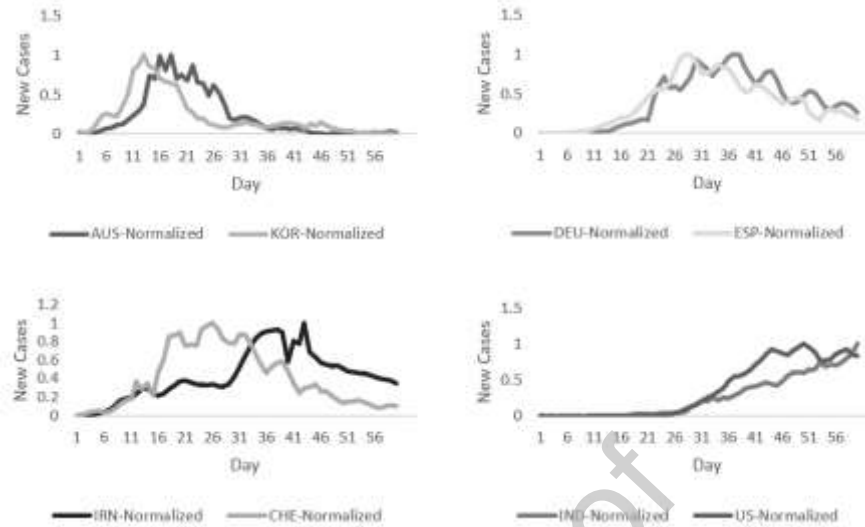 1.5
1
0.5
0
New Cases
1 6 11 16 21 26 31 36 41 46 51 56
Day
AUS-Normalized KOR-Normalized
1.5
1
0.5
0
New Cases
1 6 11 16 21 26 31 36 41 46 51 56
Day
DEU-Normalized ESP-Normalized
1.2
1
0.8
0.6
0.4
0.2
0
New Cases
1 6 11 16 21 26 31 36 41 46 51 56
Day
IRN-Normalized CHE-Normalized
1.5
1
0.5
0
New Cases
1 6 11 16 21 26 31 36 41 46 51 56
Day
IND-Normalized US-Normalized
of